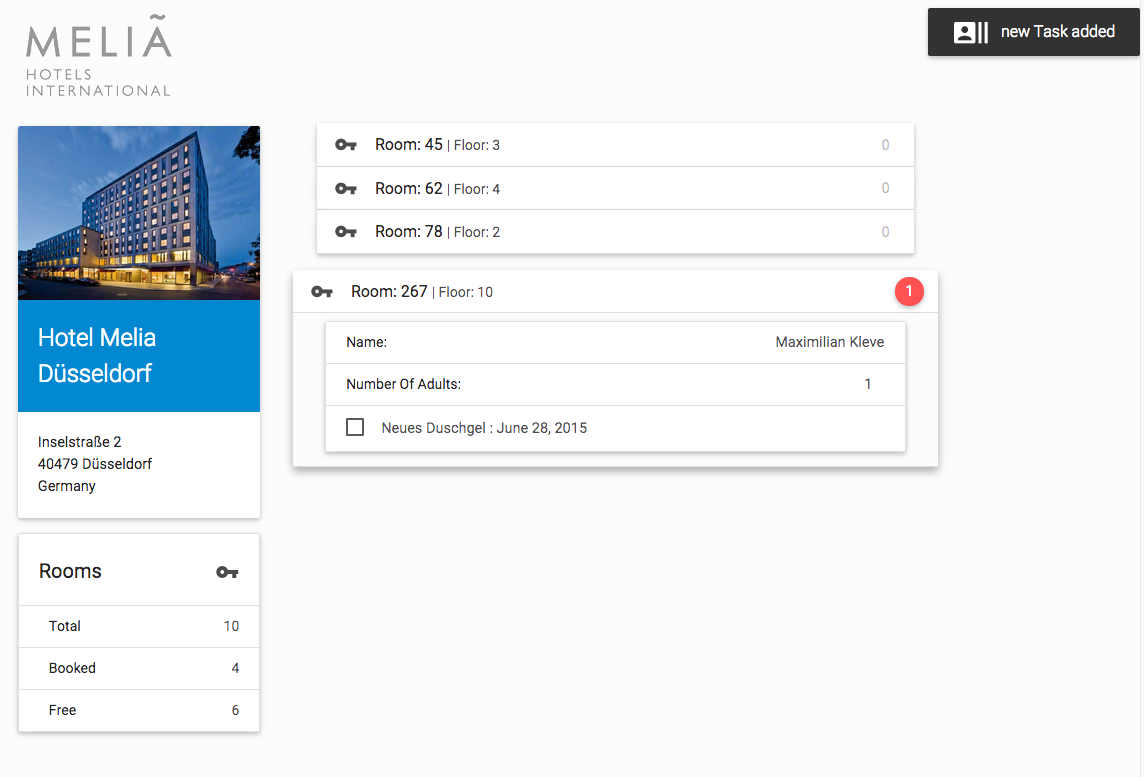 MELIÃ
HOTELS
INTERNATIONAL
new Task added
Hotel Melia
Düsseldorf
Inselstraße 2
40479 Düsseldorf
Germany
Rooms
Total 10
Booked 4
Free 6
Room: 45 | Floor: 3 0
Room: 62 | Floor: 4 0
Room: 78 | Floor: 2 0
Room: 267 | Floor: 10 1
Name: Maximilian Kleve
Number Of Adults: 1
Neues Duschgel : June 28, 2015